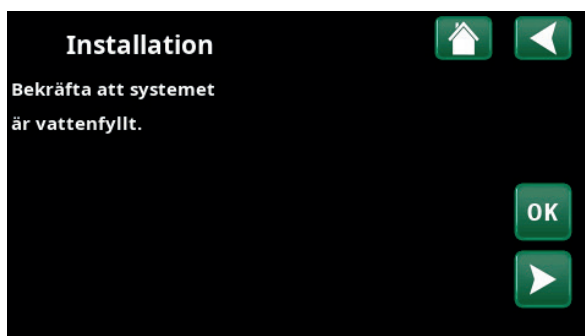 Installation
Bekräfta att systemet
är vattenfyllt.
OK